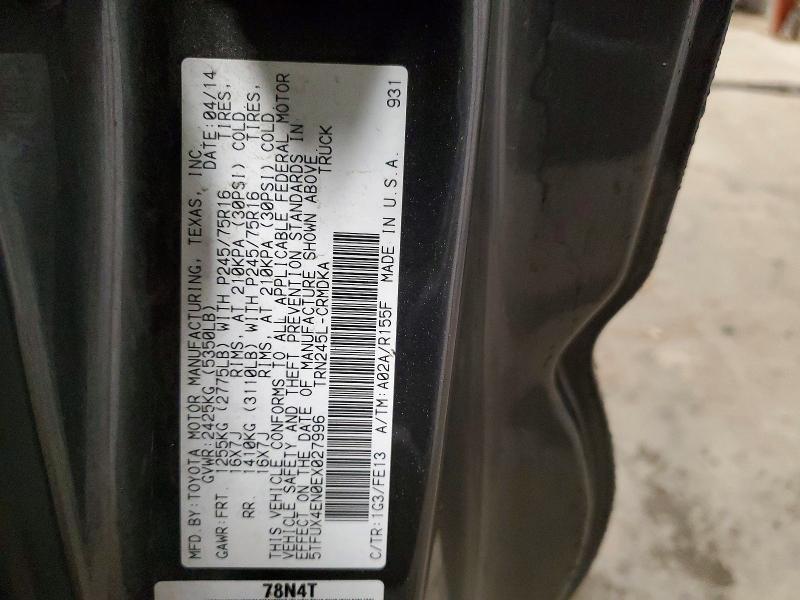 MFD.BY:TOYOTA MOTOR MANUFACTURING, TEXAS, INC. DATE:04/14
GVWR:2425KG (5350LB)
GAWR:FRT. 1255KG (2775LB) WITH P245/75R16 TIRES,
16X7J RIMS, AT 210KPA (30PSI) COLD
RR. 1410KG (3110LB) WITH P245/75R16 TIRES,
16X7J RIMS, AT 210KPA (30PSI) COLD
THIS VEHICLE CONFORMS TO ALL APPLICABLE FEDERAL MOTOR
VEHICLE SAFETY AND THEFT PREVENTION STANDARDS IN
EFFECT ON THE DATE OF MANUFACTURE SHOWN ABOVE.
5TFUX4EN0EX027996 TRN245L-CRMDKA TRUCK
C/TR:1G3/FE13 A/TM:A02A/R155F MADE IN U.S.A. 931
78N4T